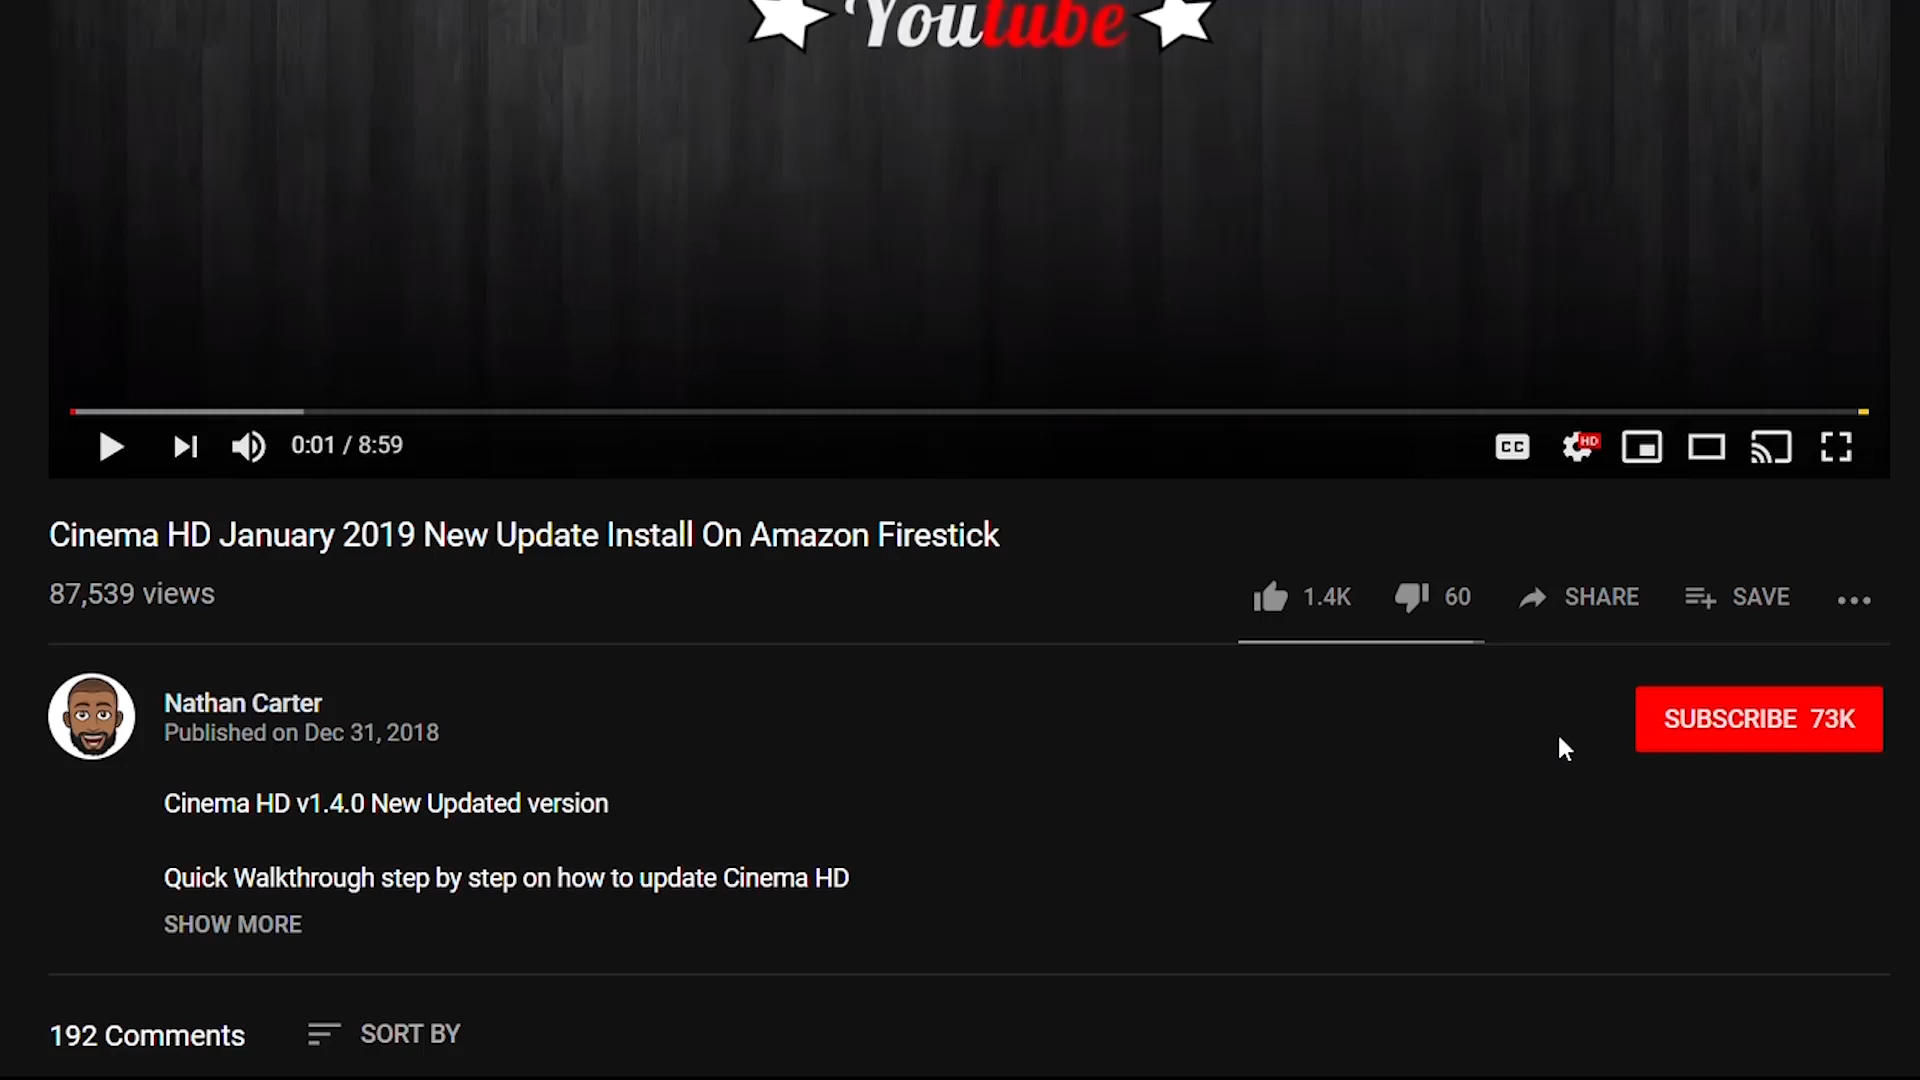 Youtube
0:01 / 8:59
CC
HD
Cinema HD January 2019 New Update Install On Amazon Firestick
87,539 views
1.4K
60
SHARE
SAVE
Nathan Carter
Published on Dec 31, 2018
SUBSCRIBE 73K
Cinema HD v1.4.0 New Updated version
Quick Walkthrough step by step on how to update Cinema HD
SHOW MORE
192 Comments
SORT BY